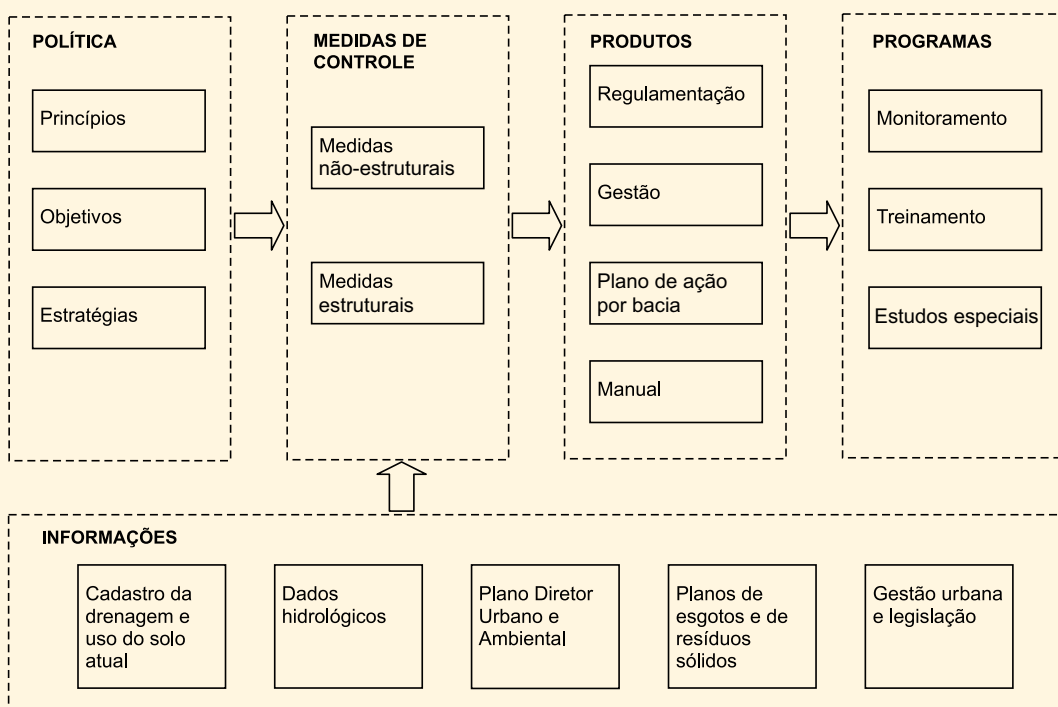 POLÍTICA
Princípios
Objetivos
Estratégias
MEDIDAS DE
CONTROLE
Medidas
não-estruturais
Medidas
estruturais
PRODUTOS
Regulamentação
Gestão
Plano de ação
por bacia
Manual
PROGRAMAS
Monitoramento
Treinamento
Estudos especiais
INFORMAÇÕES
Cadastro da
drenagem e
uso do solo
atual
Dados
hidrológicos
Plano Diretor
Urbano e
Ambiental
Planos de
esgotos e de
resíduos
sólidos
Gestão urbana
e legislação